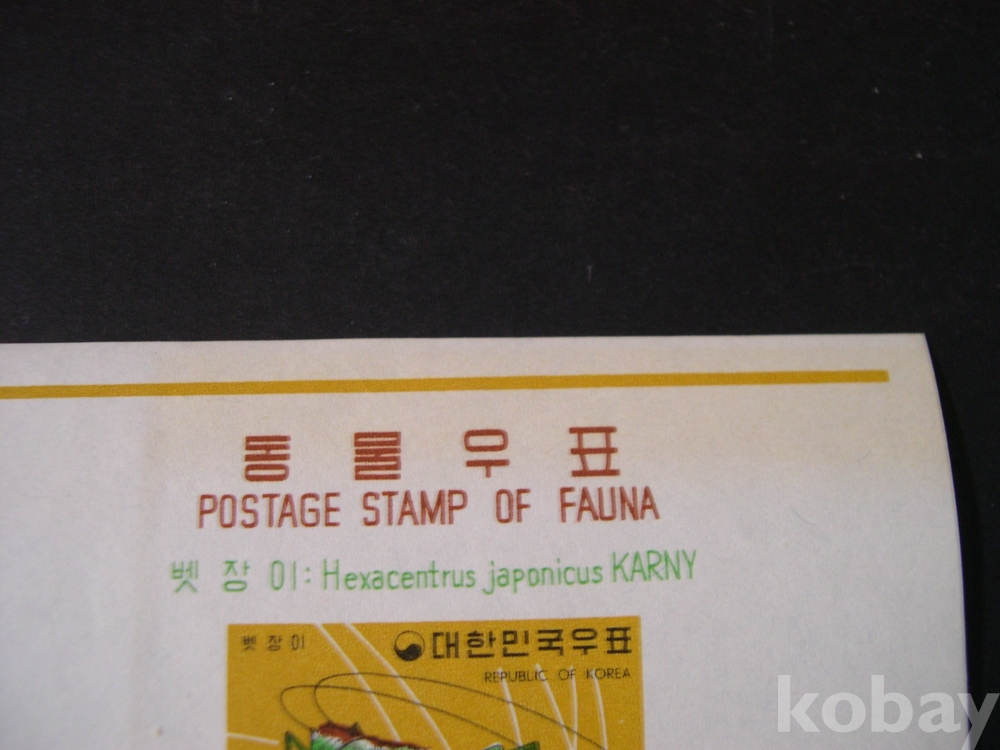 동물우표
POSTAGE STAMP OF FAUNA
벳장이: Hexacentrus japonicus KARNY
벳장이
대한민국우표
REPUBLIC OF KOREA
kobay